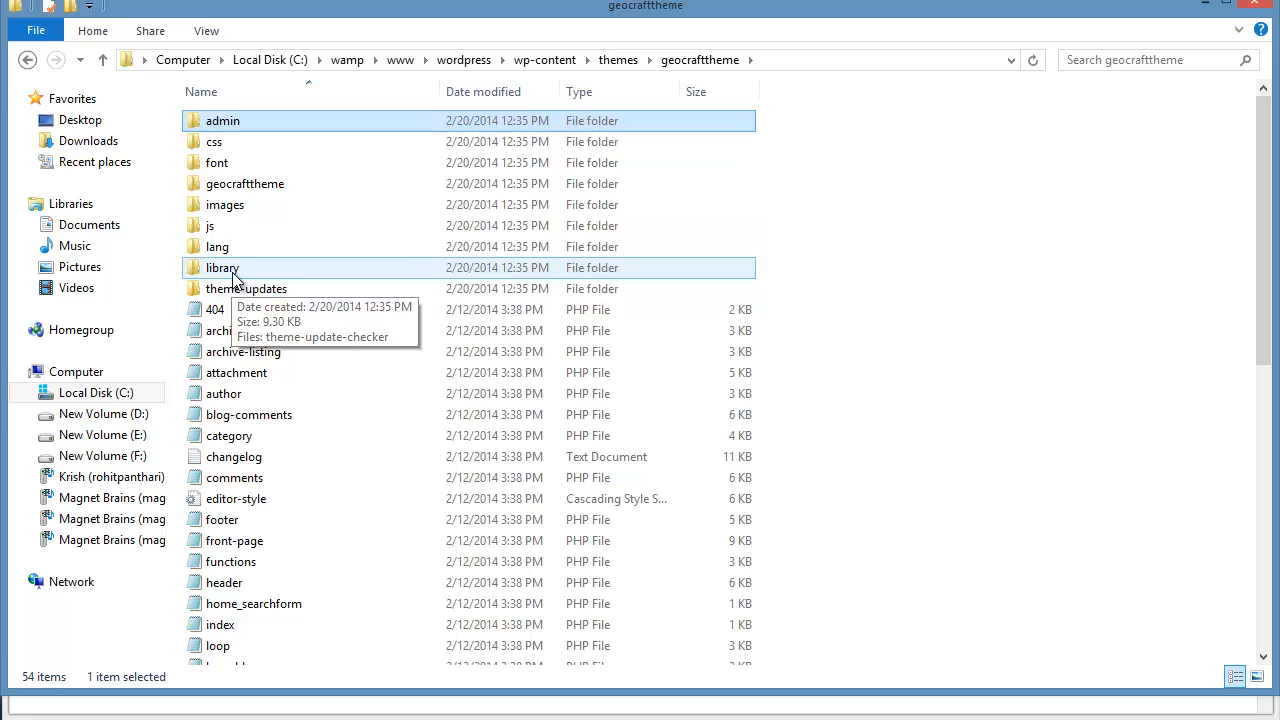 geocrafttheme
File Home Share View
Computer Local Disk (C:) wamp www wordpress wp-content themes geocrafttheme
Search geocrafttheme
Name Date modified Type Size
Favorites
Desktop
Downloads
Recent places
Libraries
Documents
Music
Pictures
Videos
Homegroup
Computer
Local Disk (C:)
New Volume (D:)
New Volume (E:)
New Volume (F:)
Krish (rohitpanthari)
Magnet Brains (mag
Magnet Brains (mag
Magnet Brains (mag
Network
admin 2/20/2014 12:35 PM File folder
css 2/20/2014 12:35 PM File folder
font 2/20/2014 12:35 PM File folder
geocrafttheme 2/20/2014 12:35 PM File folder
images 2/20/2014 12:35 PM File folder
js 2/20/2014 12:35 PM File folder
lang 2/20/2014 12:35 PM File folder
library 2/20/2014 12:35 PM File folder
theme-updates 2/20/2014 12:35 PM File folder
404 2/12/2014 3:38 PM PHP File 2 KB
Date created: 2/20/2014 12:35 PM
Size: 9.30 KB
Files: theme-update-checker
archi 2/12/2014 3:38 PM PHP File 3 KB
archive-listing 2/12/2014 3:38 PM PHP File 3 KB
attachment 2/12/2014 3:38 PM PHP File 5 KB
author 2/12/2014 3:38 PM PHP File 3 KB
blog-comments 2/12/2014 3:38 PM PHP File 6 KB
category 2/12/2014 3:38 PM PHP File 4 KB
changelog 2/12/2014 3:38 PM Text Document 11 KB
comments 2/12/2014 3:38 PM PHP File 6 KB
editor-style 2/12/2014 3:38 PM Cascading Style S... 6 KB
footer 2/12/2014 3:38 PM PHP File 5 KB
front-page 2/12/2014 3:38 PM PHP File 9 KB
functions 2/12/2014 3:38 PM PHP File 3 KB
header 2/12/2014 3:38 PM PHP File 6 KB
home_searchform 2/12/2014 3:38 PM PHP File 1 KB
index 2/12/2014 3:38 PM PHP File 1 KB
loop 2/12/2014 3:38 PM PHP File 3 KB
54 items 1 item selected